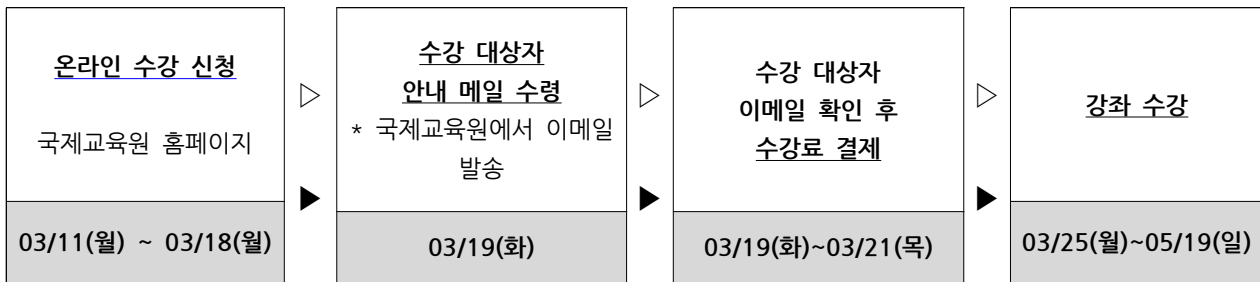 온라인 수강 신청
국제교육원 홈페이지
03/11(월) ~ 03/18(월)
▷
▶
수강 대상자
안내 메일 수령
* 국제교육원에서 이메일
발송
03/19(화)
▷
▶
수강 대상자
이메일 확인 후
수강료 결제
03/19(화)~03/21(목)
▷
▶
강좌 수강
03/25(월)~05/19(일)